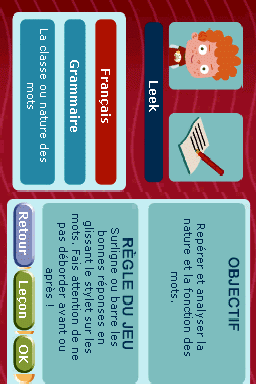 Leek
Français
Grammaire
La classe ou nature des
mots
OBJECTIF
Repérer et analyser la
nature et la fonction des
mots.
RÈGLE DU JEU
Surligne ou barre les
bonnes réponses en
glissant le stylet sur les
mots. Fais attention de ne
pas déborder avant ou
après !
Retour
Leçon
OK